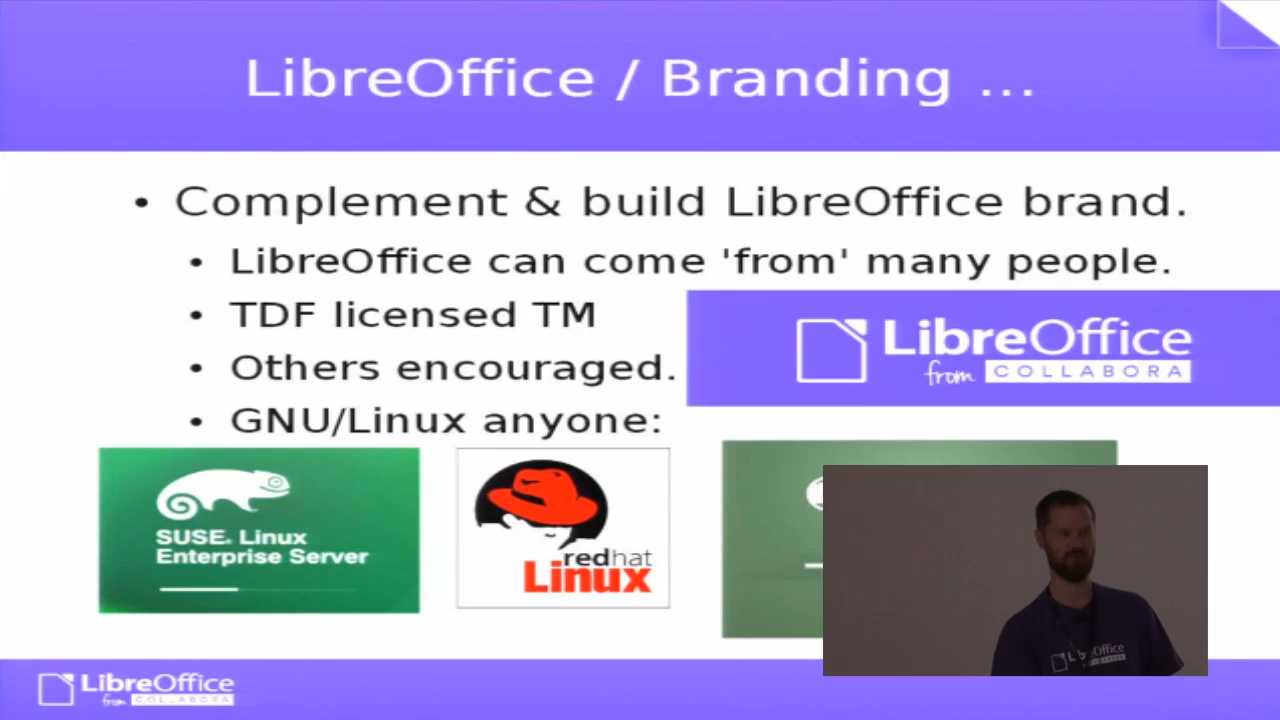 LibreOffice / Branding ...
• Complement & build LibreOffice brand.
• LibreOffice can come 'from' many people.
• TDF licensed TM
• Others encouraged.
• GNU/Linux anyone:
LibreOffice
from COLLABORA
SUSE. Linux
Enterprise Server
redhat
Linux
LibreOffice
LibreOffice
from COLLABORA